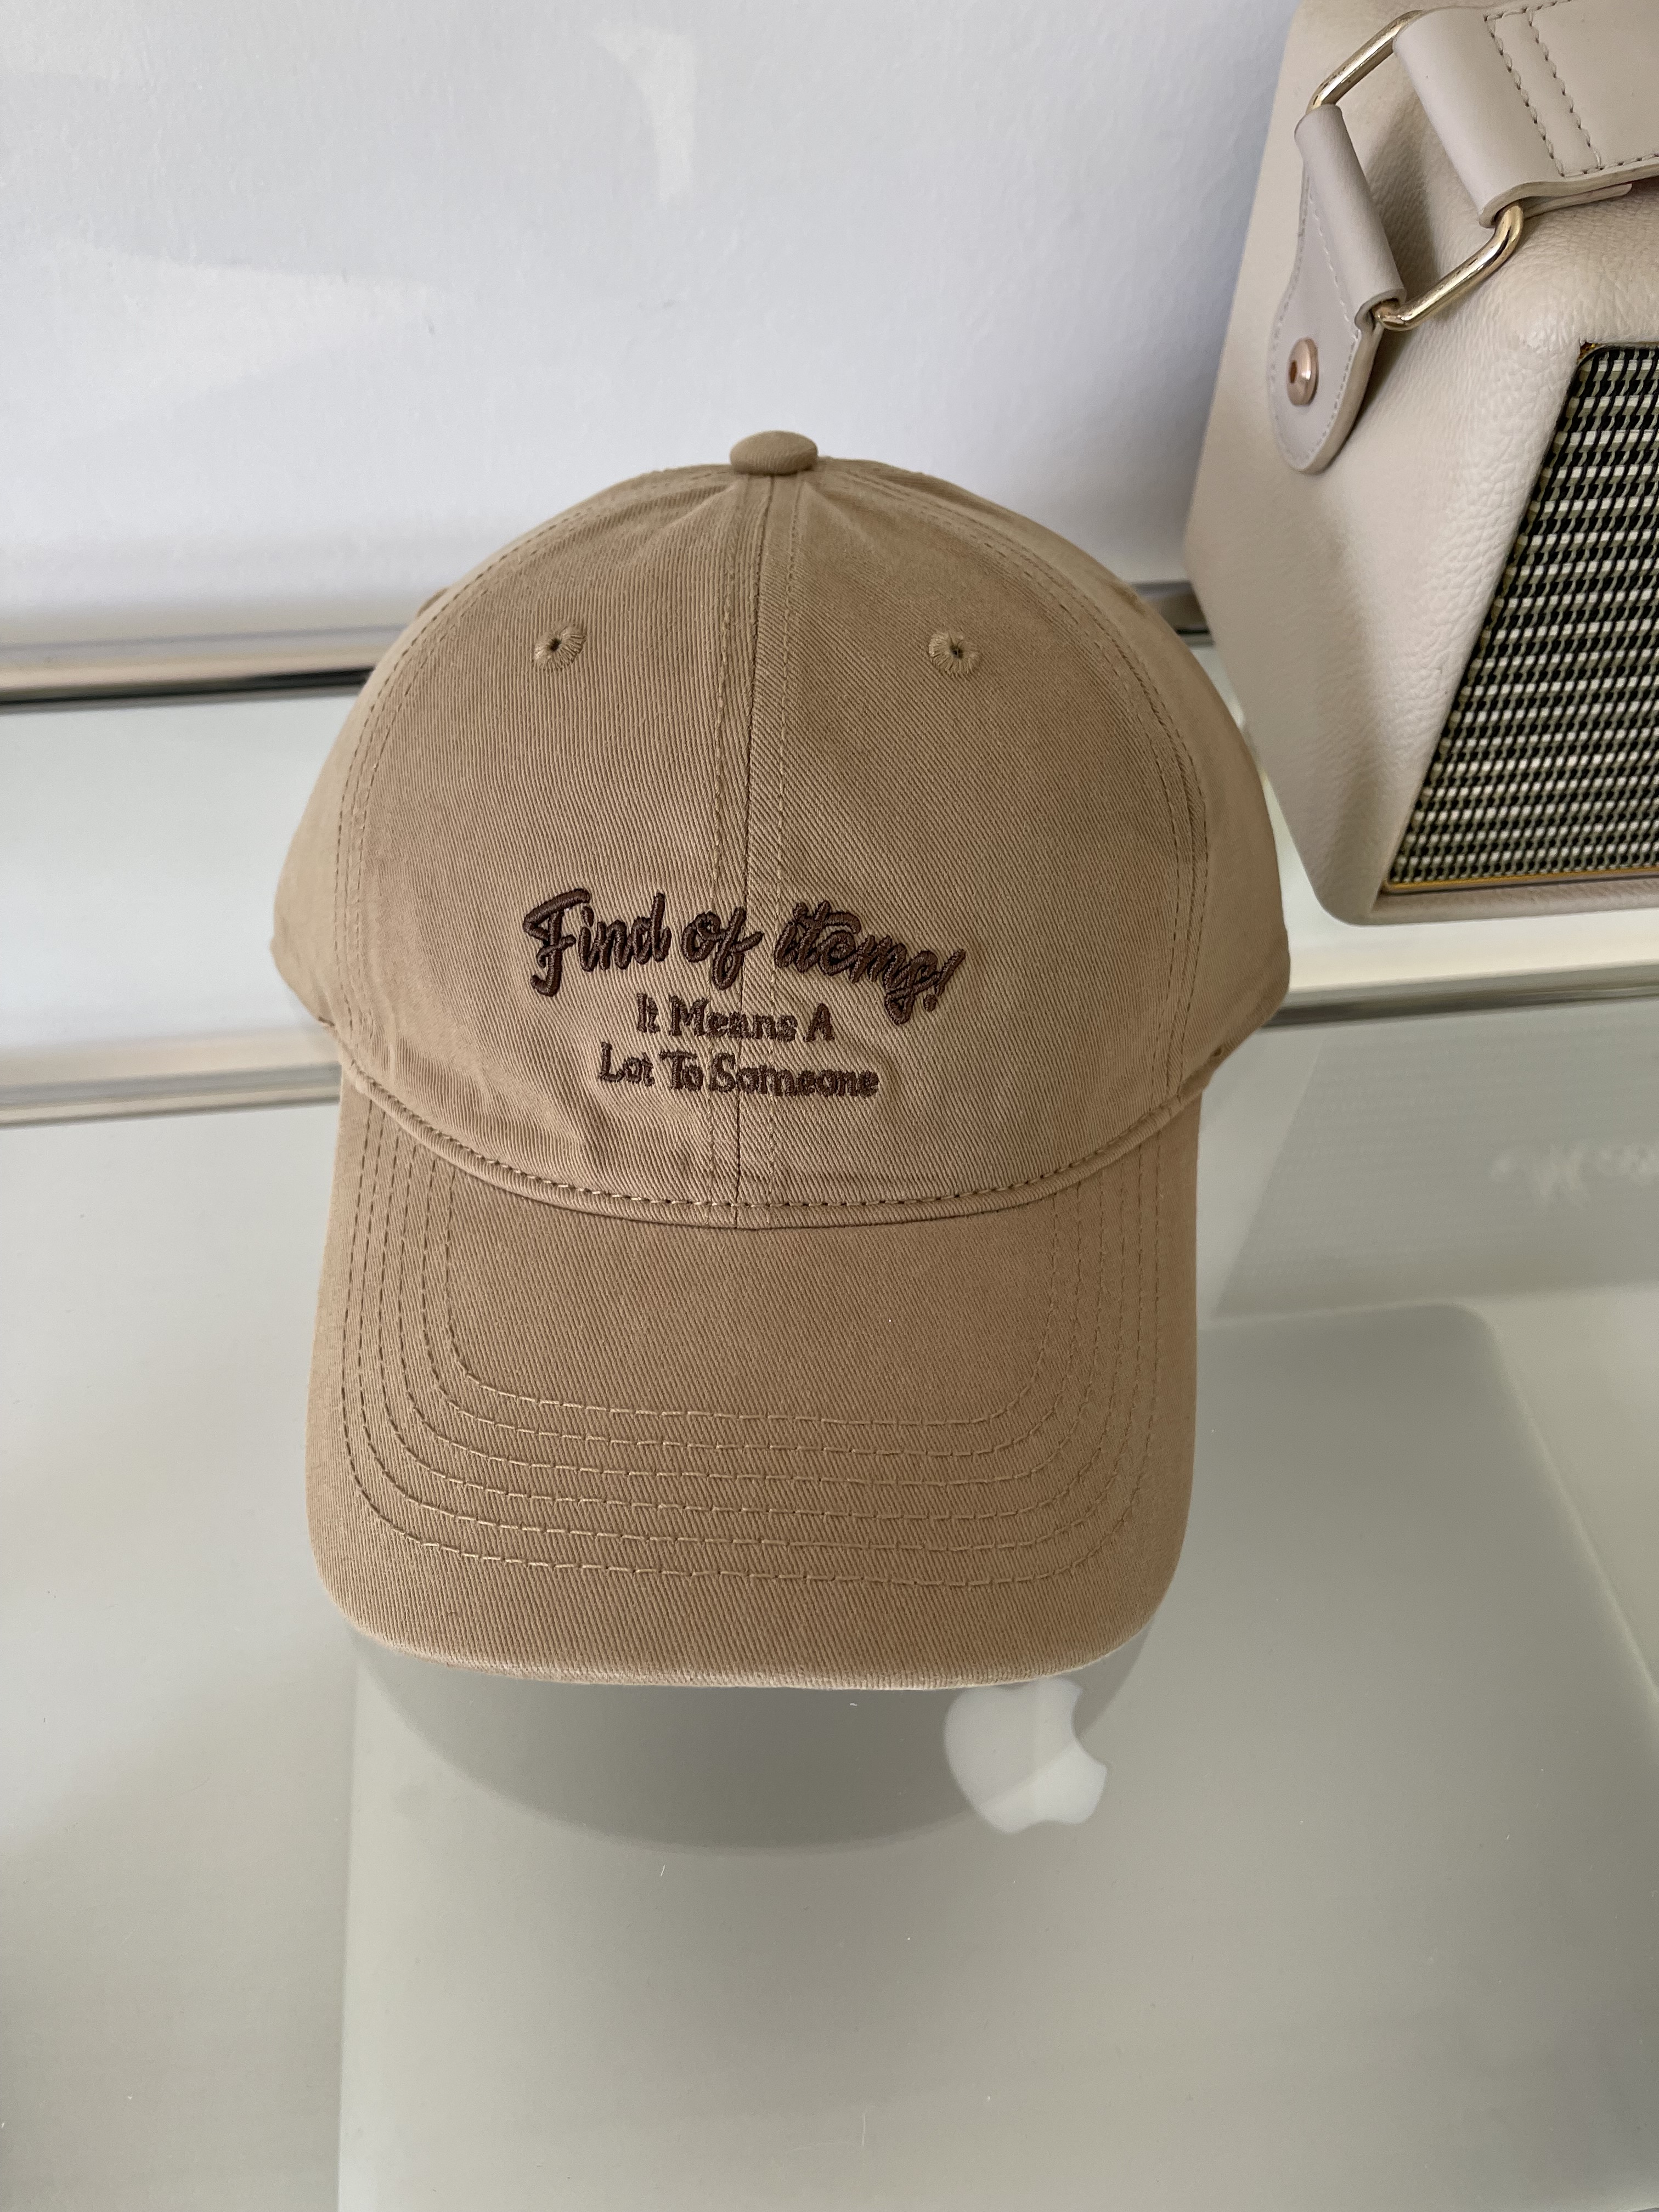 Find of items!
It Means A
Lot To Someone